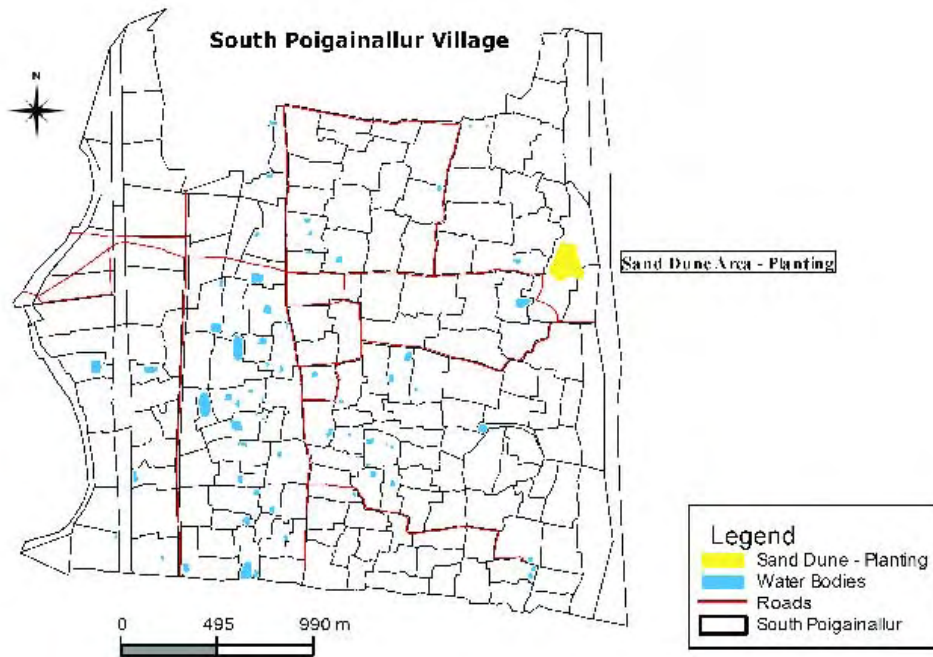 South Poigainallur Village
N
Sand Dune Area - Planting
Legend
Sand Dune - Planting
Water Bodies
Roads
South Poigainallur
0 495 990 m